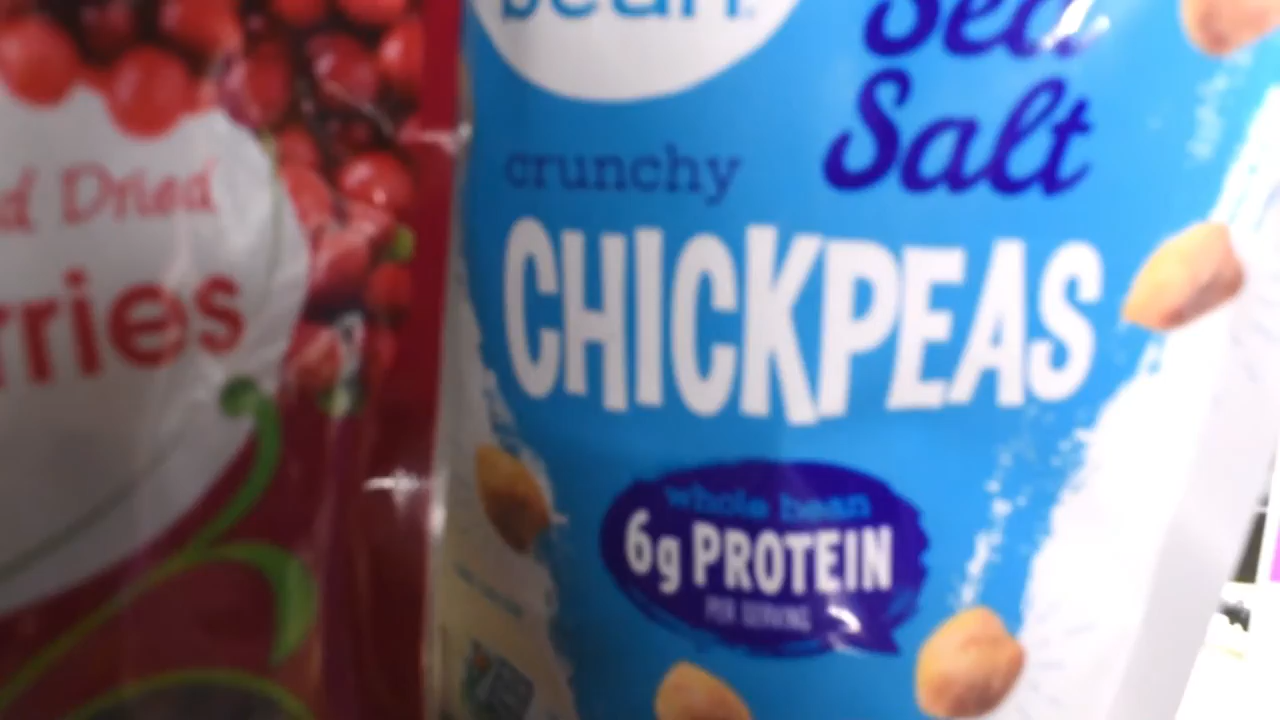 Dried
rries
bean
Sea
Salt
crunchy
CHICKPEAS
whole bean
6g PROTEIN
PER SERVING